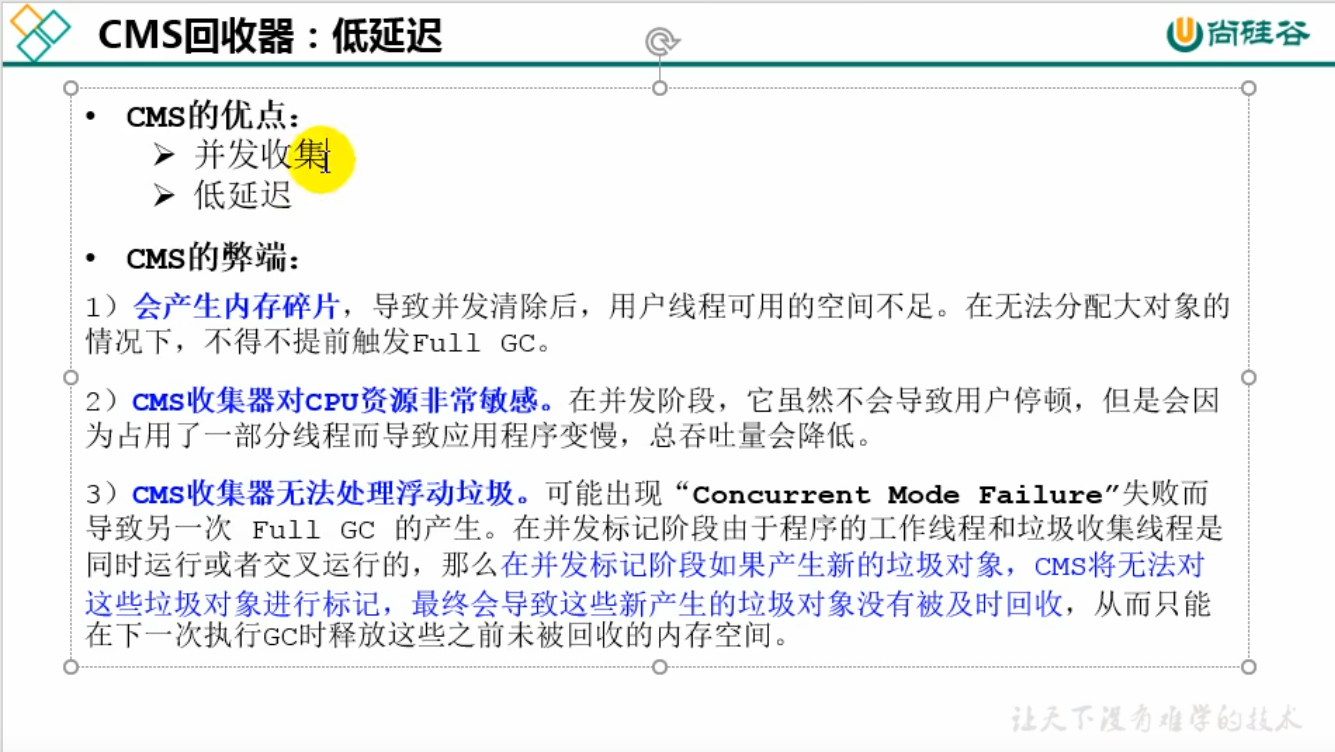 CMS回收器：低延迟
尚硅谷
• CMS的优点：
➢ 并发收集
➢ 低延迟
• CMS的弊端：
1）会产生内存碎片，导致并发清除后，用户线程可用的空间不足。在无法分配大对象的
情况下，不得不提前触发Full GC。
2）CMS收集器对CPU资源非常敏感。在并发阶段，它虽然不会导致用户停顿，但是会因
为占用了一部分线程而导致应用程序变慢，总吞吐量会降低。
3）CMS收集器无法处理浮动垃圾。可能出现“Concurrent Mode Failure”失败而
导致另一次 Full GC 的产生。在并发标记阶段由于程序的工作线程和垃圾收集线程是
同时运行或者交叉运行的，那么在并发标记阶段如果产生新的垃圾对象，CMS将无法对
这些垃圾对象进行标记，最终会导致这些新产生的垃圾对象没有被及时回收，从而只能
在下一次执行GC时释放这些之前未被回收的内存空间。
让天下没有难学的技术